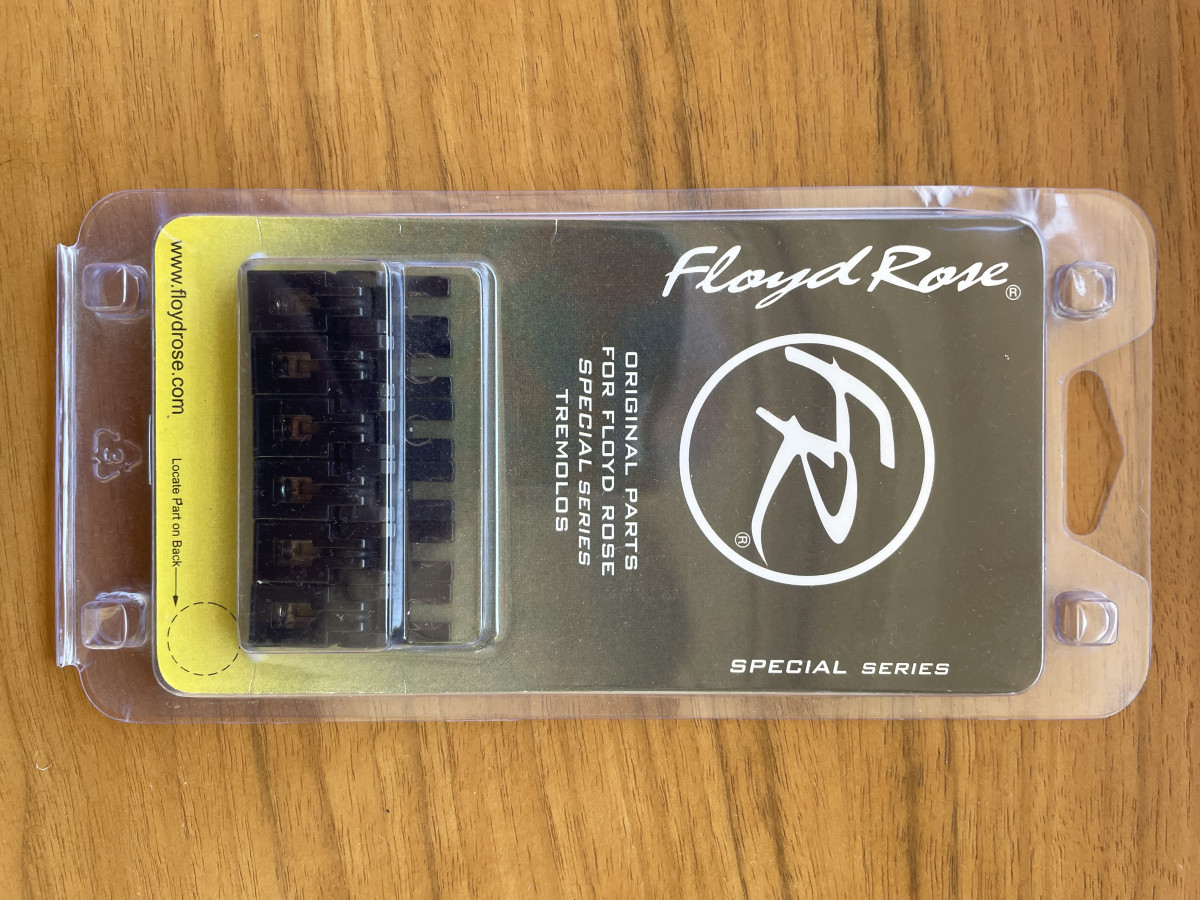 Floyd Rose®
FR®
ORIGINAL PARTS
FOR FLOYD ROSE
SPECIAL SERIES
TREMOLOS
SPECIAL SERIES
www.floydrose.com
Locate Part on Back
3